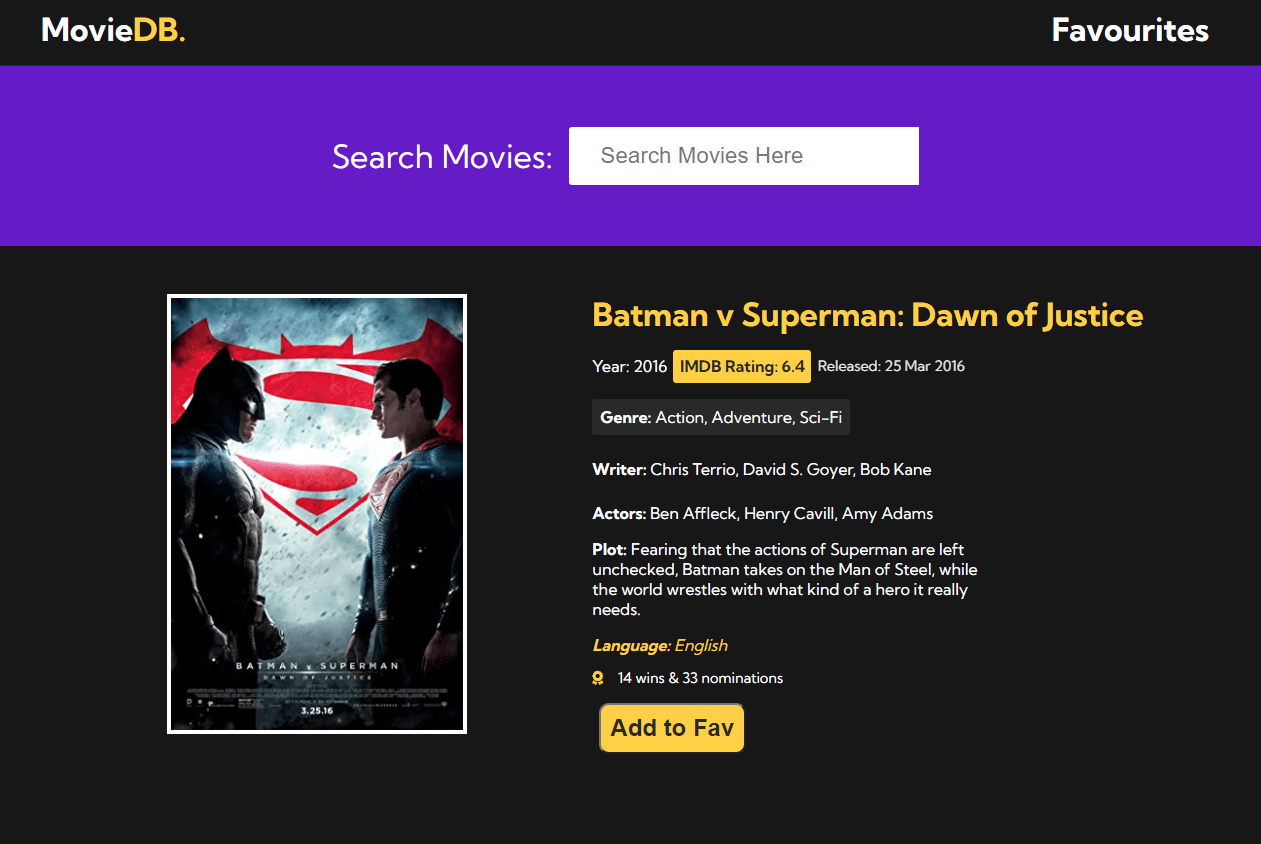 MovieDB.
Favourites
Search Movies:
Search Movies Here
BATMAN v SUPERMAN
DAWN OF JUSTICE
3.25.16
Batman v Superman: Dawn of Justice
Year: 2016
IMDB Rating: 6.4
Released: 25 Mar 2016
Genre: Action, Adventure, Sci-Fi
Writer: Chris Terrio, David S. Goyer, Bob Kane
Actors: Ben Affleck, Henry Cavill, Amy Adams
Plot: Fearing that the actions of Superman are left
unchecked, Batman takes on the Man of Steel, while
the world wrestles with what kind of a hero it really
needs.
Language: English
14 wins & 33 nominations
Add to Fav